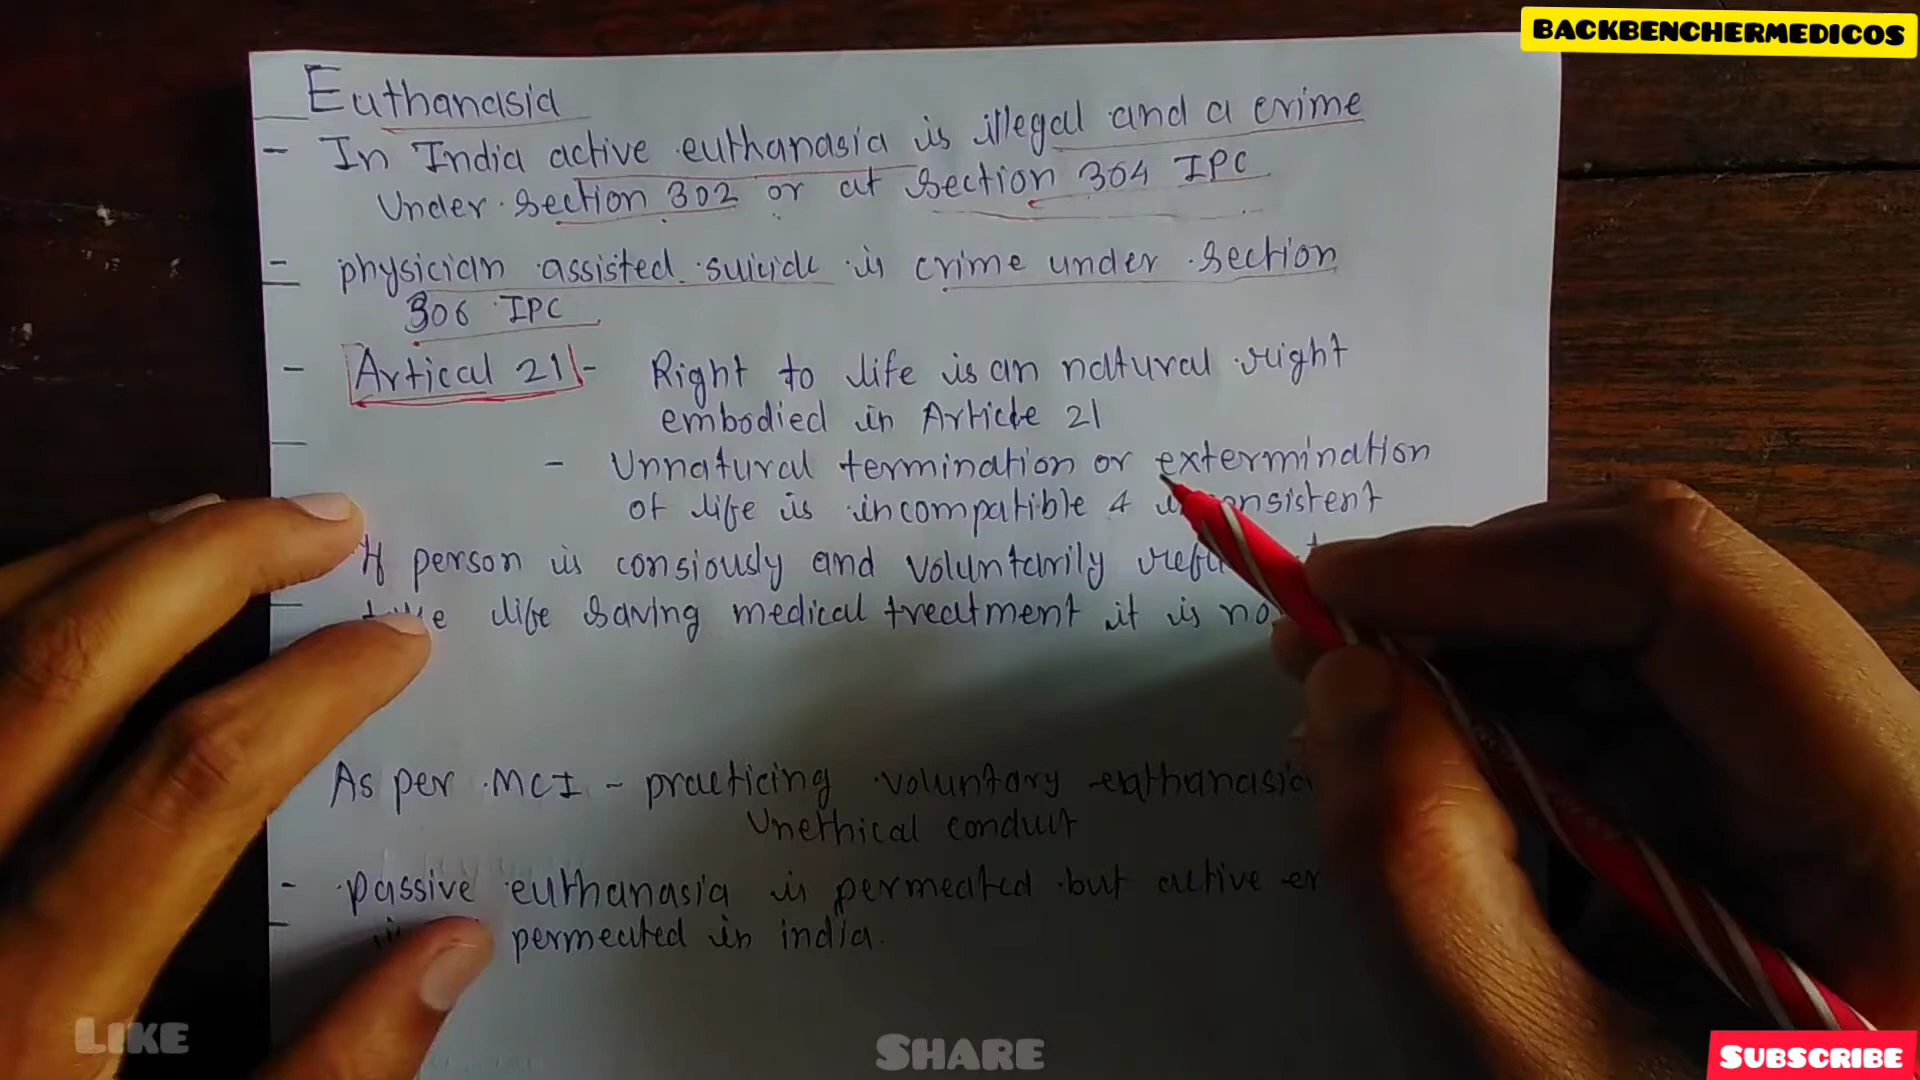 BACKBENCHERMEDICOS
Euthanasia
- In India active euthanasia is illegal and a crime
Under section 302 or at section 304 IPC
- physician assisted suicide is crime under section
306 IPC
- Artical 21 - Right to life is an natural right
embodied in Article 21
- Unnatural termination or extermination
of life is incompatible &
If person is consiously and voluntarily
life saving medical treatment it is
As per MCI - practicing voluntary
Unethical conduct
- passive euthanasia is permeated but active
permeated in india.
LIKE
SHARE
SUBSCRIBE